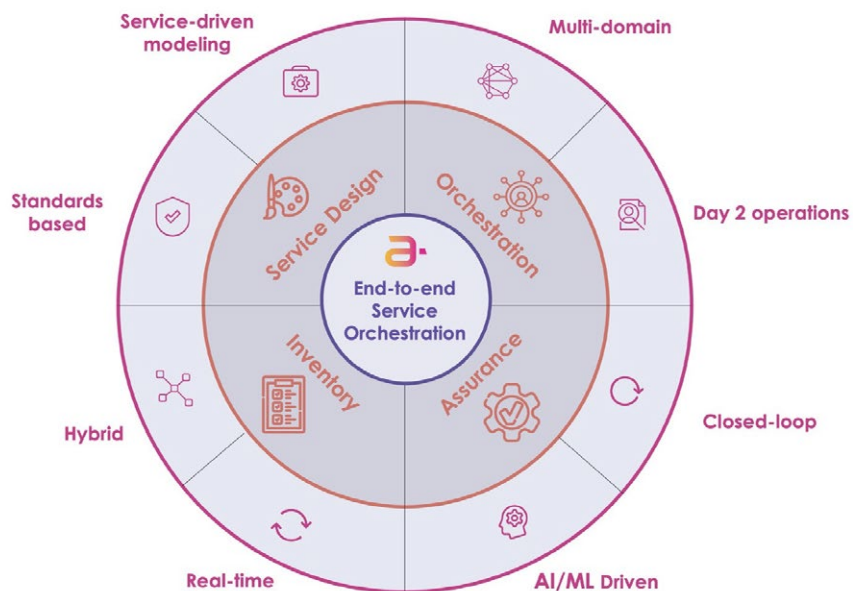 Service-driven
modeling
Multi-domain
Standards
based
Service Design
Orchestration
Day 2 operations
a
End-to-end
Service
Orchestration
Inventory
Assurance
Hybrid
Closed-loop
Real-time
AI/ML Driven